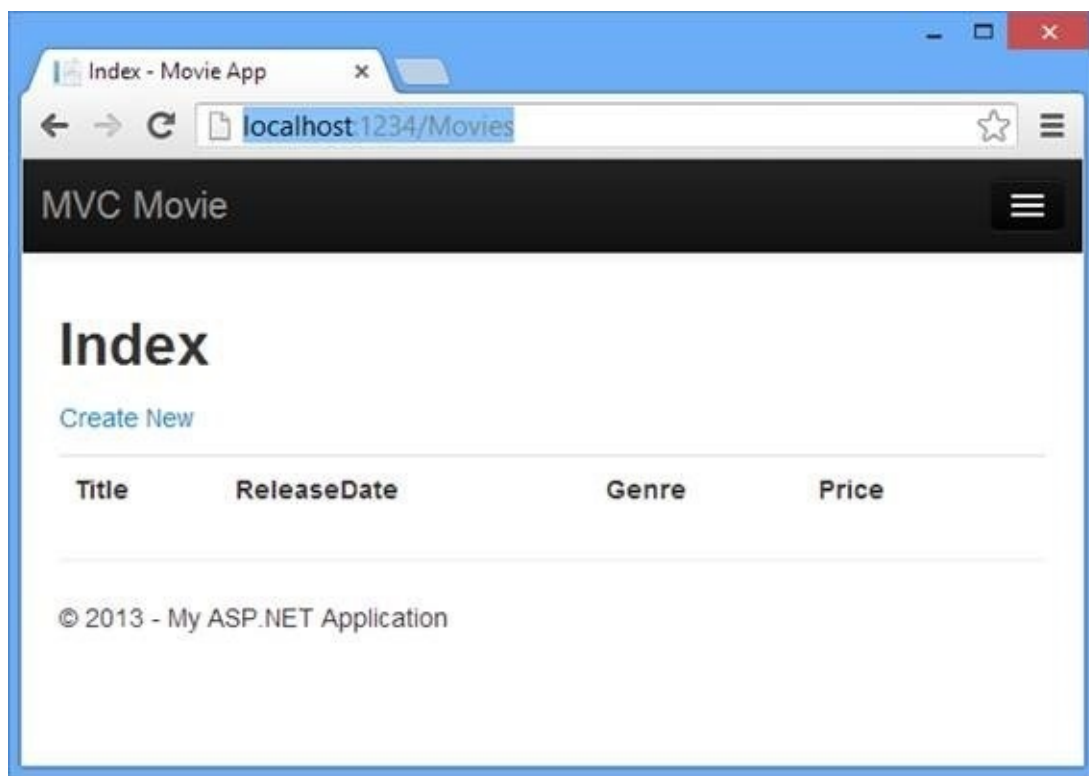 Index - Movie App
localhost:1234/Movies
MVC Movie
Index
Create New
Title ReleaseDate Genre Price
© 2013 - My ASP.NET Application